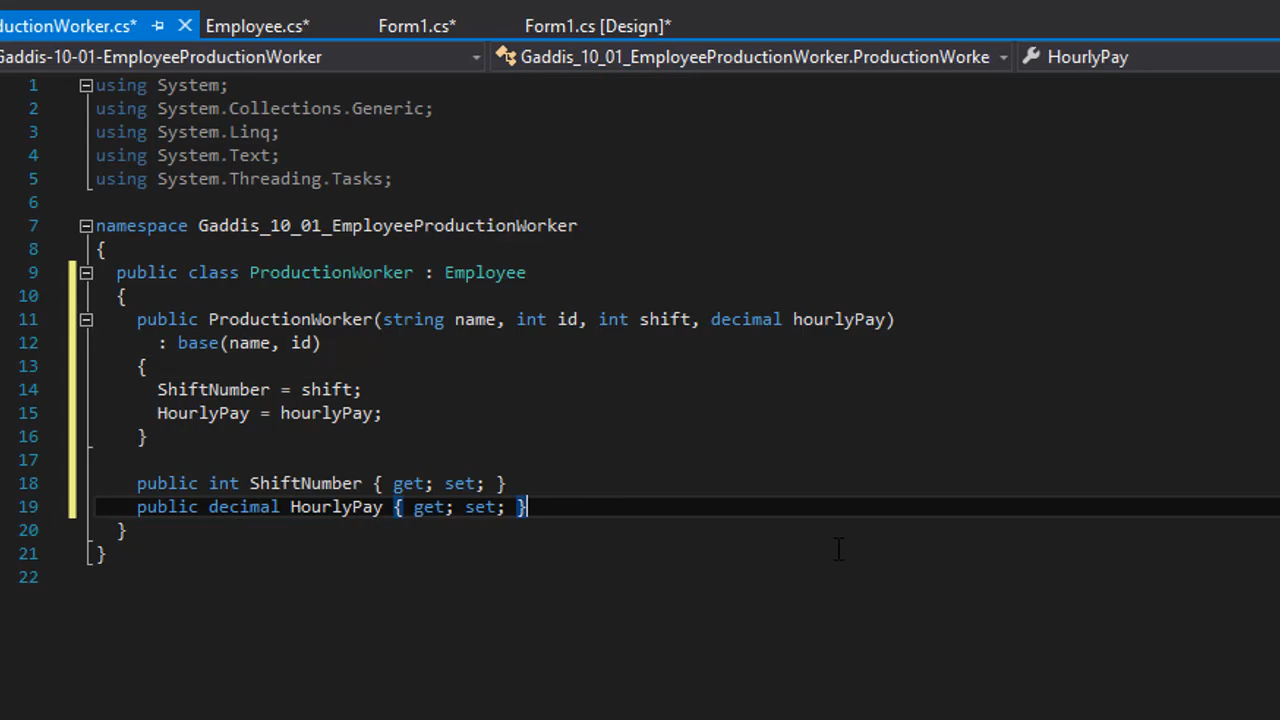 ductionWorker.cs* Employee.cs* Form1.cs* Form1.cs [Design]*
Gaddis-10-01-EmployeeProductionWorker Gaddis_10_01_EmployeeProductionWorker.ProductionWorke HourlyPay
1 using System;
2 using System.Collections.Generic;
3 using System.Linq;
4 using System.Text;
5 using System.Threading.Tasks;
6
7 namespace Gaddis_10_01_EmployeeProductionWorker
8 {
9 public class ProductionWorker : Employee
10 {
11 public ProductionWorker(string name, int id, int shift, decimal hourlyPay)
12 : base(name, id)
13 {
14 ShiftNumber = shift;
15 HourlyPay = hourlyPay;
16 }
17
18 public int ShiftNumber { get; set; }
19 public decimal HourlyPay { get; set; }
20 }
21 }
22